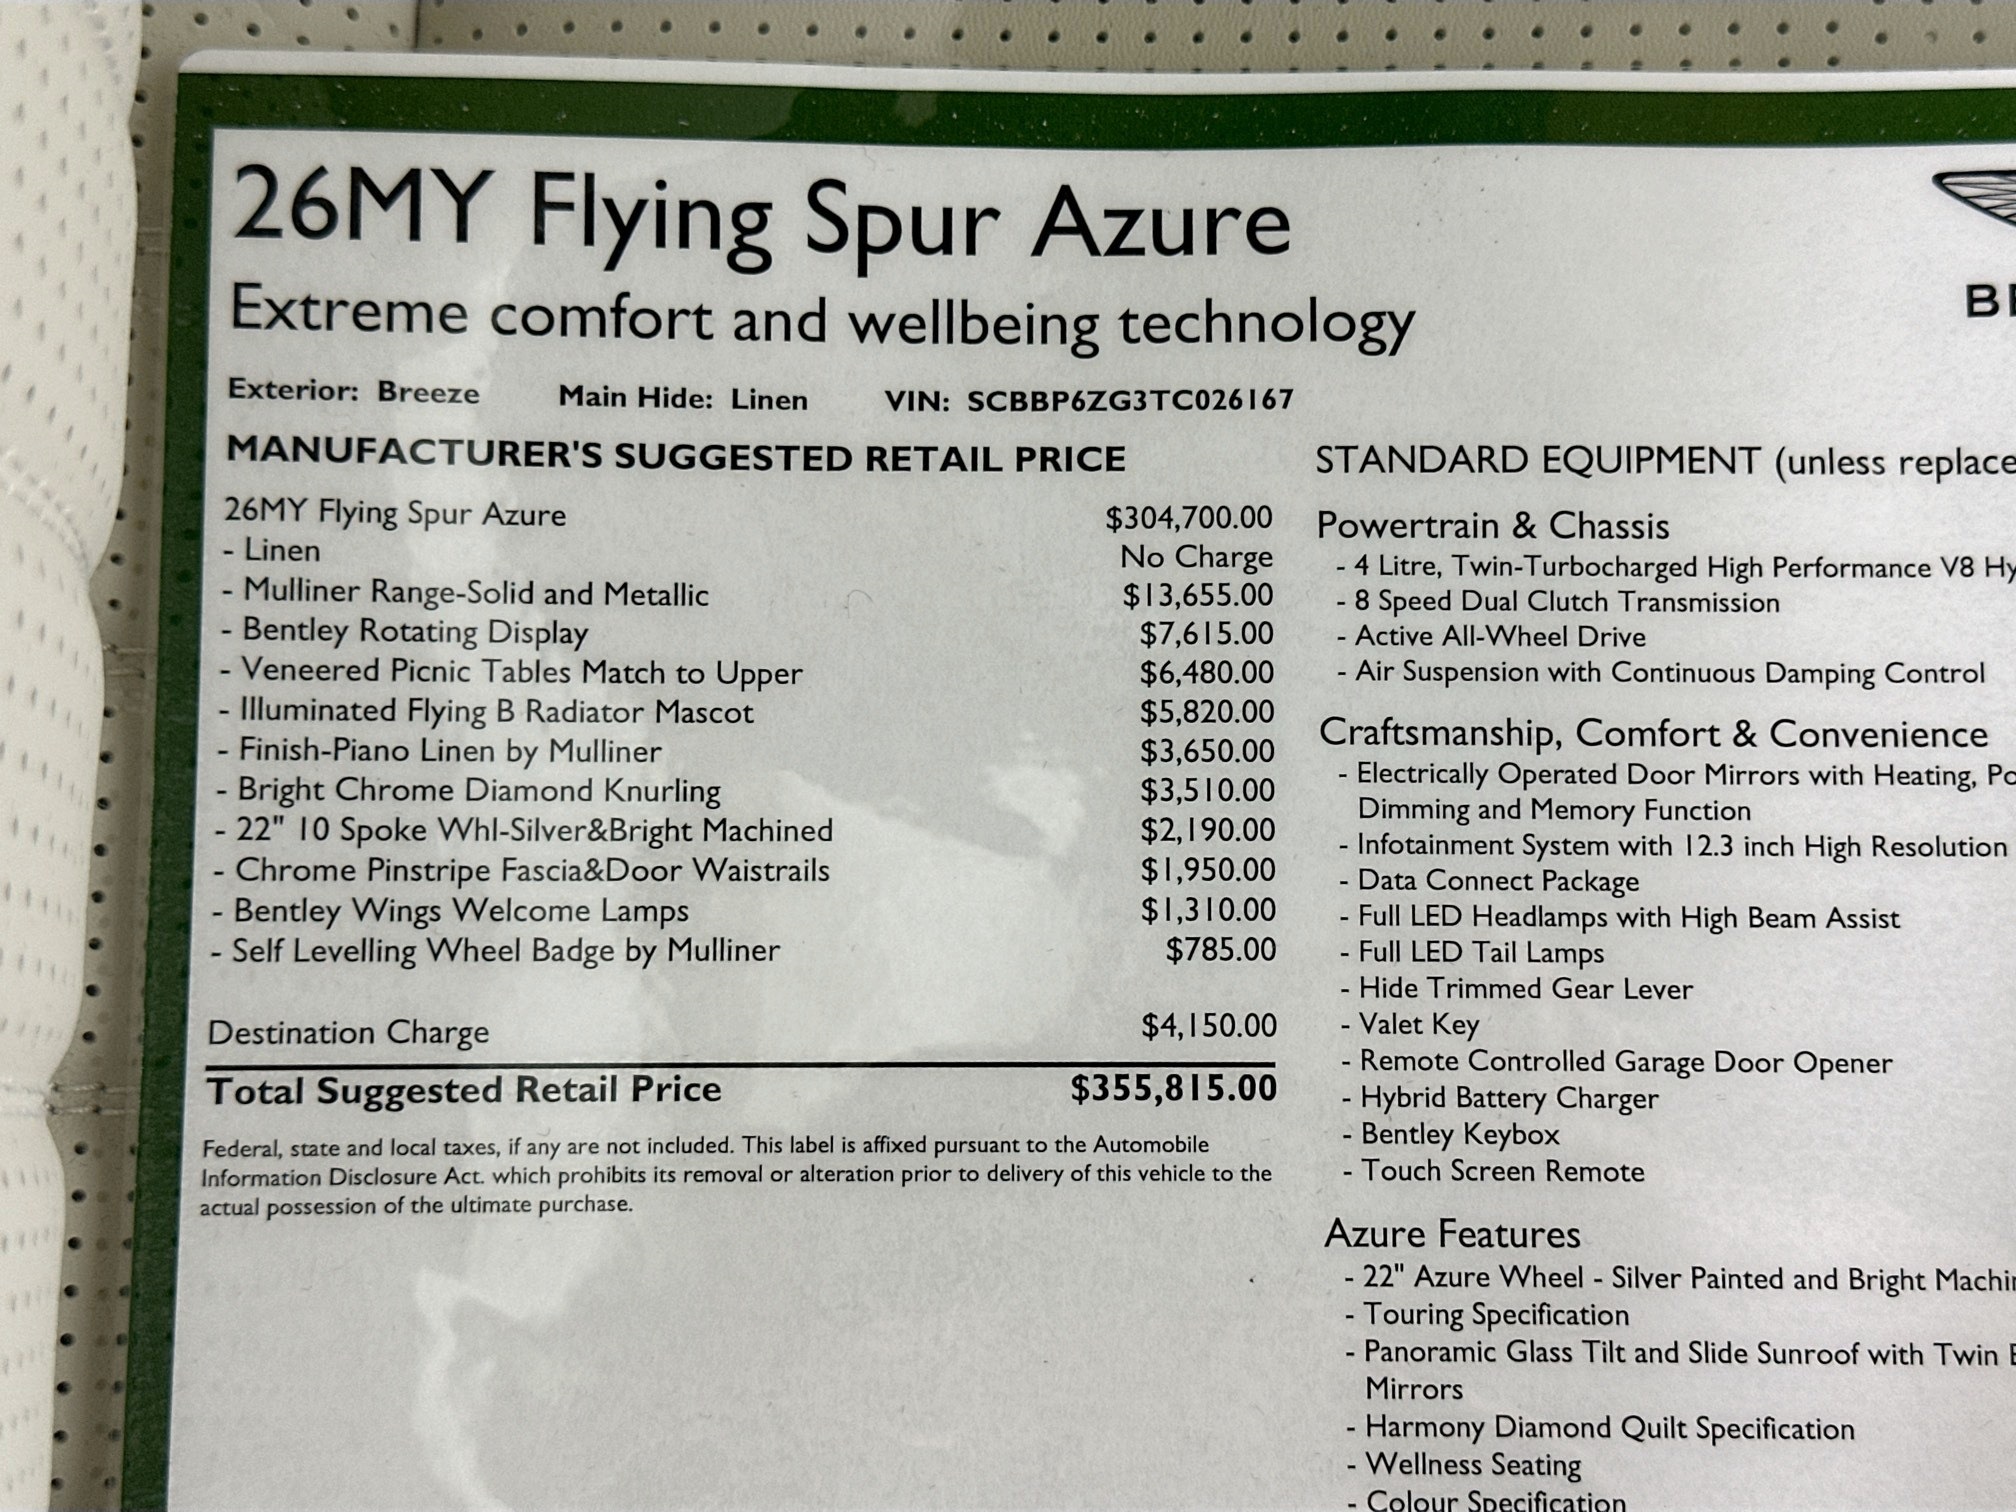 26MY Flying Spur Azure
Extreme comfort and wellbeing technology
Exterior: Breeze Main Hide: Linen VIN: SCBBP6ZG3TC026167
MANUFACTURER'S SUGGESTED RETAIL PRICE
26MY Flying Spur Azure $304,700.00
- Linen No Charge
- Mulliner Range-Solid and Metallic $13,655.00
- Bentley Rotating Display $7,615.00
- Veneered Picnic Tables Match to Upper $6,480.00
- Illuminated Flying B Radiator Mascot $5,820.00
- Finish-Piano Linen by Mulliner $3,650.00
- Bright Chrome Diamond Knurling $3,510.00
- 22" 10 Spoke Whl-Silver&Bright Machined $2,190.00
- Chrome Pinstripe Fascia&Door Waistrails $1,950.00
- Bentley Wings Welcome Lamps $1,310.00
- Self Levelling Wheel Badge by Mulliner $785.00
Destination Charge $4,150.00
Total Suggested Retail Price $355,815.00
Federal, state and local taxes, if any are not included. This label is affixed pursuant to the Automobile
Information Disclosure Act. which prohibits its removal or alteration prior to delivery of this vehicle to the
actual possession of the ultimate purchase.
STANDARD EQUIPMENT (unless replace
Powertrain & Chassis
- 4 Litre, Twin-Turbocharged High Performance V8 Hy
- 8 Speed Dual Clutch Transmission
- Active All-Wheel Drive
- Air Suspension with Continuous Damping Control
Craftsmanship, Comfort & Convenience
- Electrically Operated Door Mirrors with Heating, Po
Dimming and Memory Function
- Infotainment System with 12.3 inch High Resolution
- Data Connect Package
- Full LED Headlamps with High Beam Assist
- Full LED Tail Lamps
- Hide Trimmed Gear Lever
- Valet Key
- Remote Controlled Garage Door Opener
- Hybrid Battery Charger
- Bentley Keybox
- Touch Screen Remote
Azure Features
- 22" Azure Wheel - Silver Painted and Bright Machin
- Touring Specification
- Panoramic Glass Tilt and Slide Sunroof with Twin
Mirrors
- Harmony Diamond Quilt Specification
- Wellness Seating
- Colour Specification